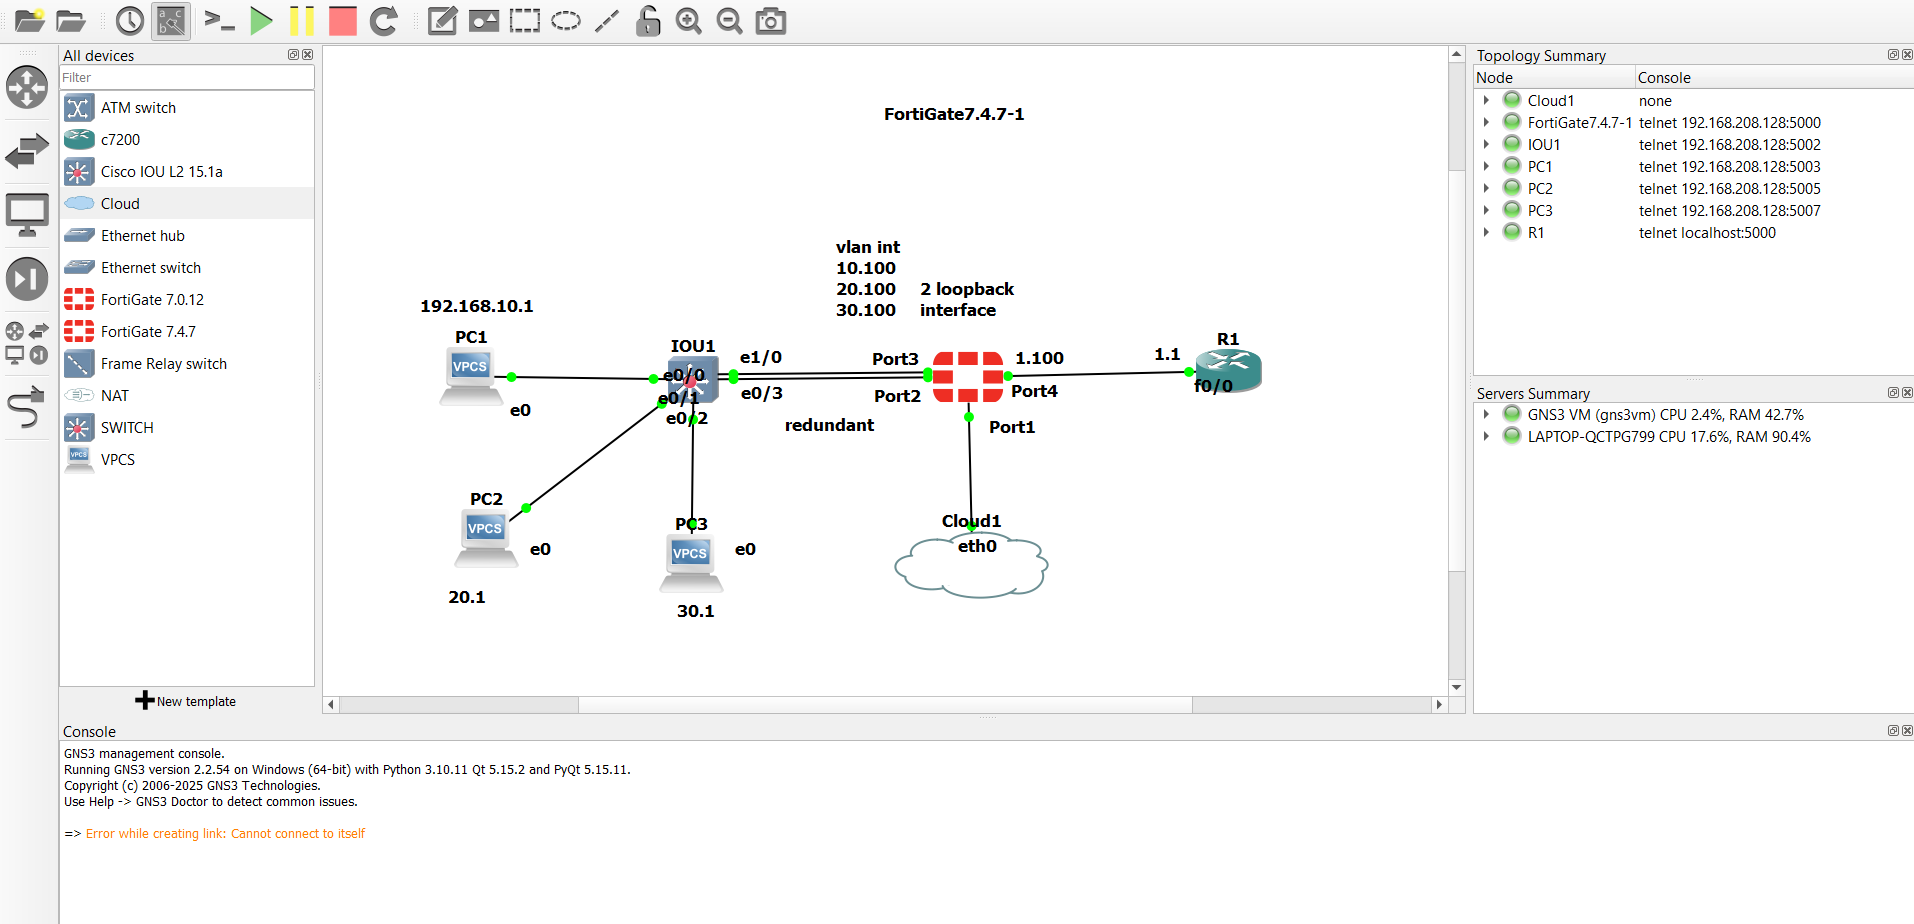 All devices
Filter
ATM switch
c7200
Cisco IOU L2 15.1a
Cloud
Ethernet hub
Ethernet switch
FortiGate 7.0.12
FortiGate 7.4.7
Frame Relay switch
NAT
SWITCH
VPCS
VPCS
New template
FortiGate7.4.7-1
vlan int
10.100
20.100
30.100
2 loopback
interface
192.168.10.1
PC1
VPCS
e0
IOU1
e0/0
e0/1
e0/2
e1/0
e0/3
Port3
Port2
redundant
1.100
Port4
Port1
1.1
R1
f0/0
PC2
VPCS
e0
20.1
PC3
VPCS
e0
30.1
Cloud1
eth0
Topology Summary
Node Console
Cloud1 none
FortiGate7.4.7-1 telnet 192.168.208.128:5000
IOU1 telnet 192.168.208.128:5002
PC1 telnet 192.168.208.128:5003
PC2 telnet 192.168.208.128:5005
PC3 telnet 192.168.208.128:5007
R1 telnet localhost:5000
Servers Summary
GNS3 VM (gns3vm) CPU 2.4%, RAM 42.7%
LAPTOP-QCTPG799 CPU 17.6%, RAM 90.4%
Console
GNS3 management console.
Running GNS3 version 2.2.54 on Windows (64-bit) with Python 3.10.11 Qt 5.15.2 and PyQt 5.15.11.
Copyright (c) 2006-2025 GNS3 Technologies.
Use Help -> GNS3 Doctor to detect common issues.
=> Error while creating link: Cannot connect to itself